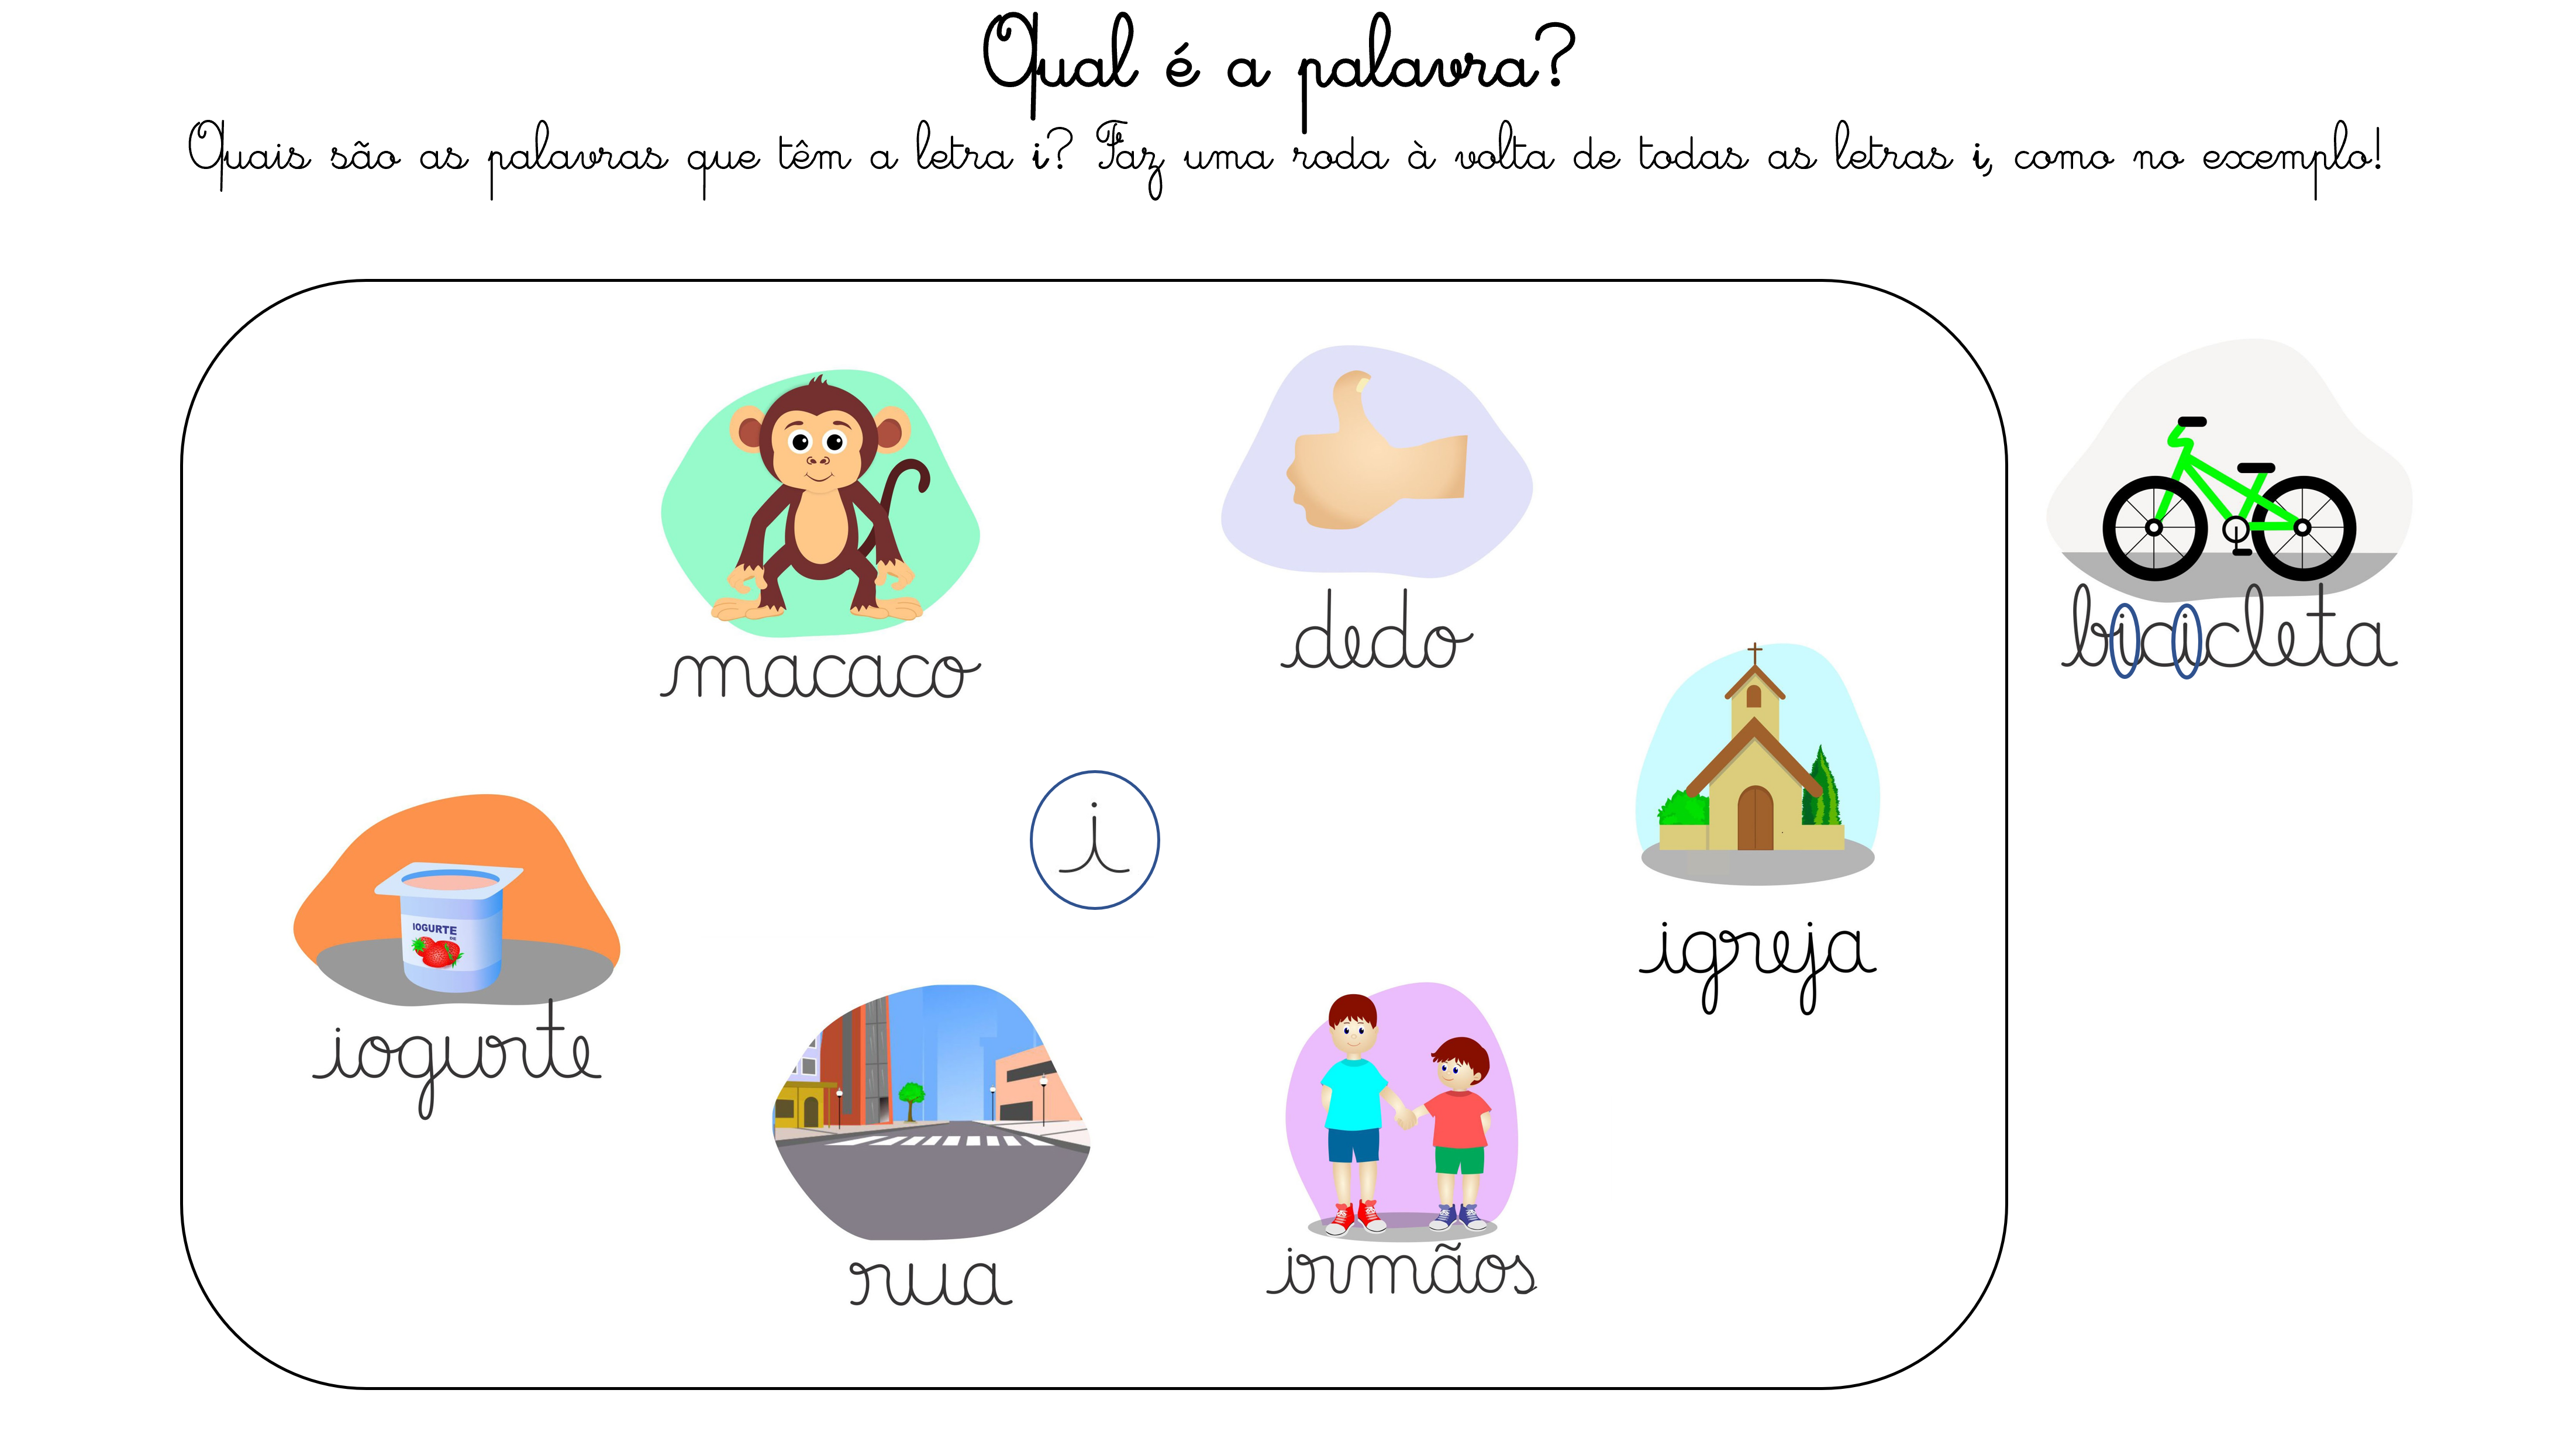 Qual é a palavra?
Quais são as palavras que têm a letra i? Faz uma roda à volta de todas as letras i, como no exemplo!
macaco
dedo
bicicleta
i
igreja
IOGURTE
DE
iogurte
rua
irmãos